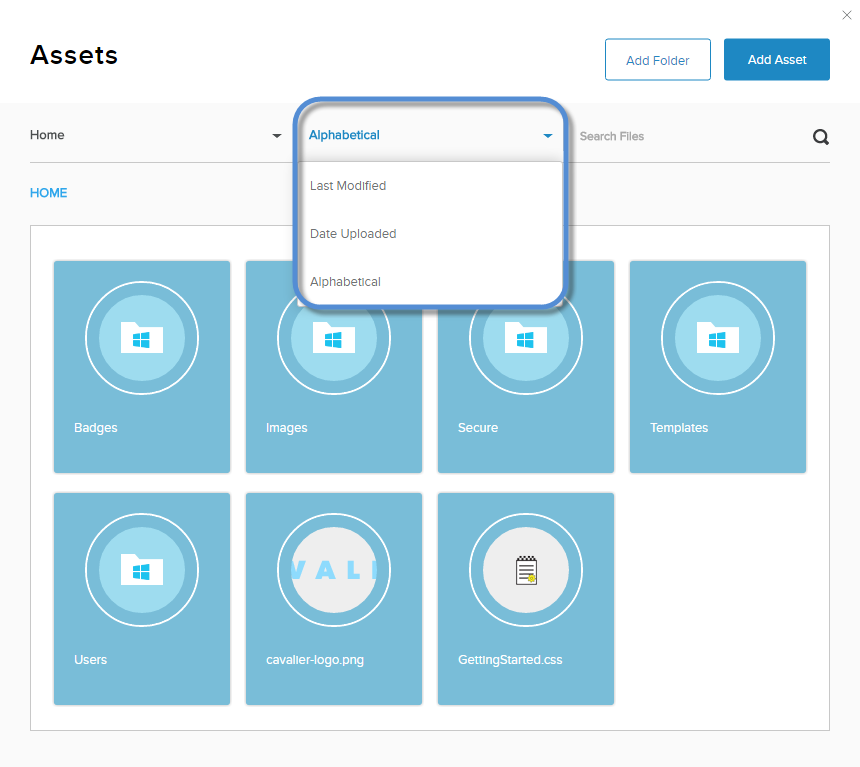 Assets
Add Folder
Add Asset
Home
Alphabetical
Search Files
Last Modified
Date Uploaded
Alphabetical
HOME
Badges
Images
Secure
Templates
VALI
Users
cavalier-logo.png
GettingStarted.css